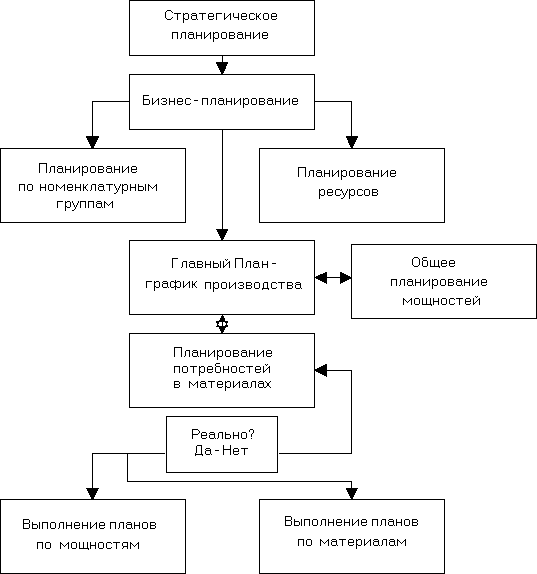 Стратегическое
планирование
Бизнес-планирование
Планирование
по номенклатурным
группам
Планирование
ресурсов
Главный План-
график производства
Общее
планирование
мощностей
Планирование
потребностей
в материалах
Реально?
Да-Нет
Выполнение планов
по мощностям
Выполнение планов
по материалам